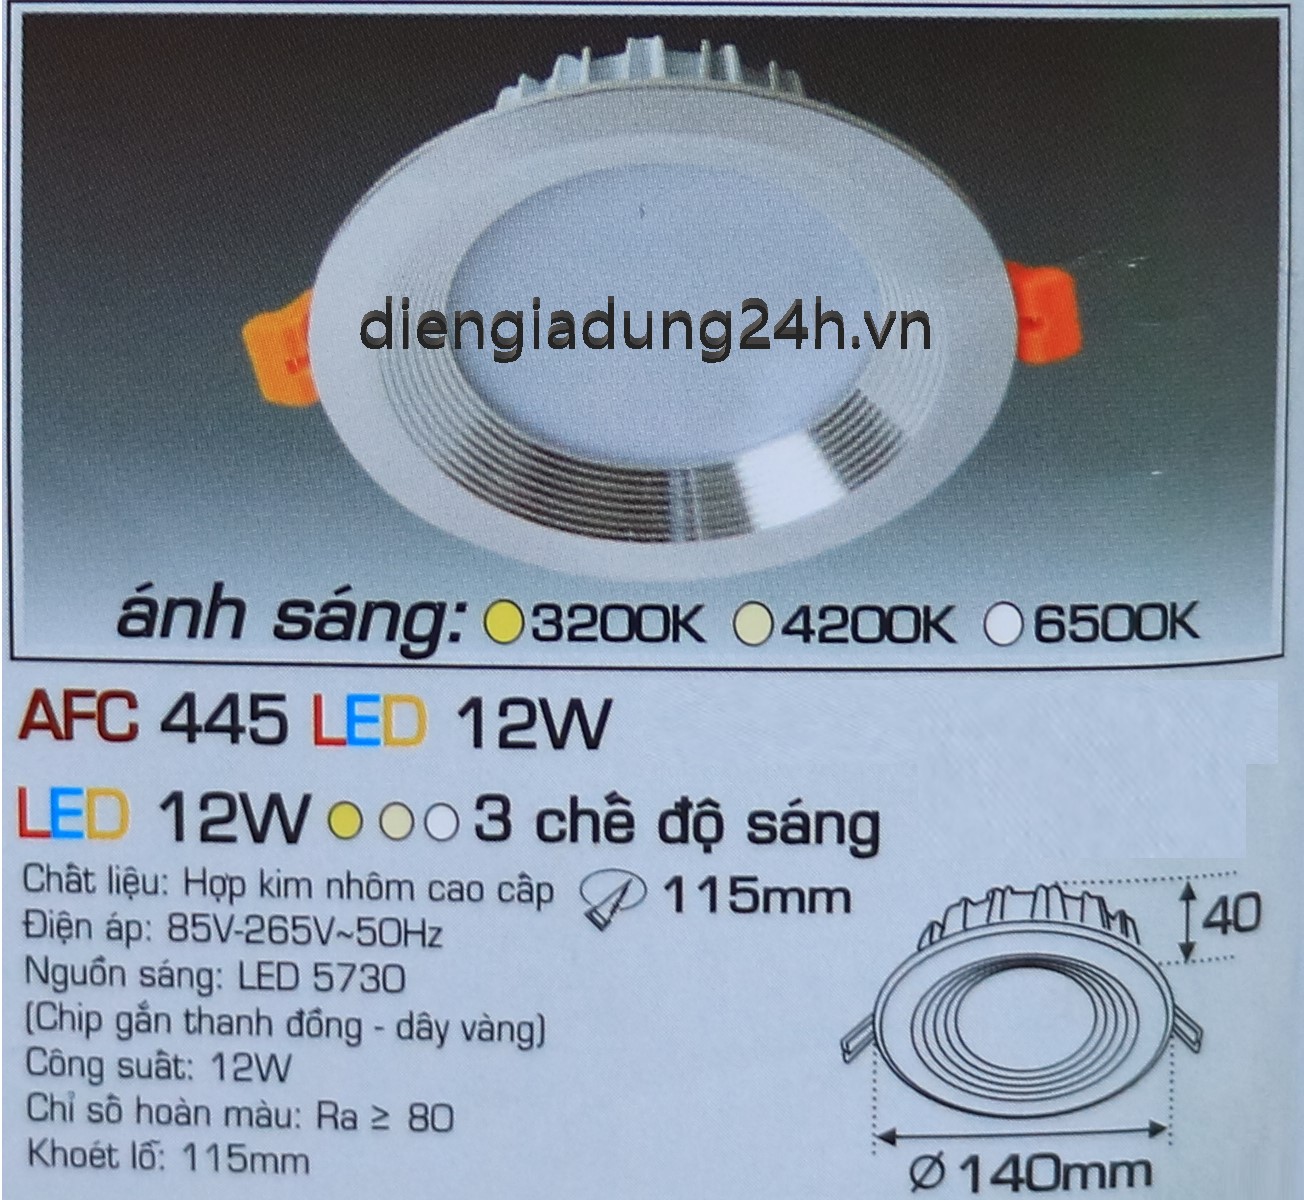 diengiadung24h.vn
ánh sáng: 3200K 4200K 6500K
AFC 445 LED 12W
LED 12W 3 chế độ sáng
Chất liệu: Hợp kim nhôm cao cấp 115mm
Điện áp: 85V-265V~50Hz
Nguồn sáng: LED 5730
(Chip gắn thanh đồng - dây vàng)
Công suất: 12W
Chỉ số hoàn màu: Ra ≥ 80
Khoét lỗ: 115mm
40
Ø 140mm